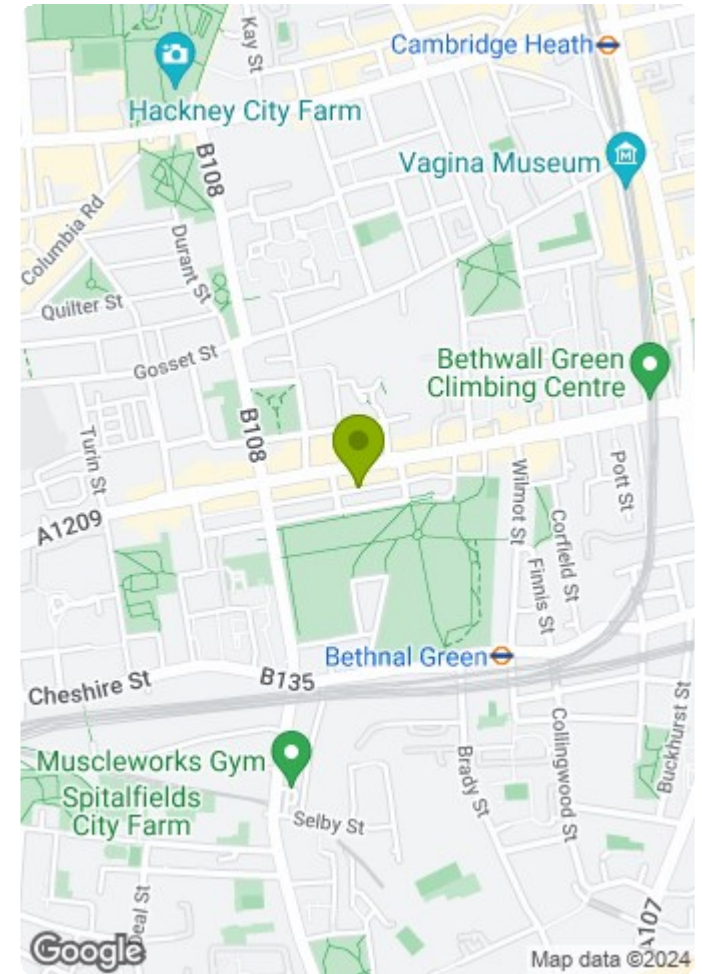 Kay St
Cambridge Heath
Hackney City Farm
B108
Vagina Museum
Columbia Rd
Durant St
Quilter St
Gosset St
Bethwall Green
Climbing Centre
B108
Turin St
Pott St
Wilmot St
A1209
Corfield St
Finnis St
Bethnal Green
Cheshire St
B135
Buckhurst St
Collingwood St
Muscleworks Gym
Brady St
Spitalfields
City Farm
Selby St
Deal St
A107
Google
Map data ©2024